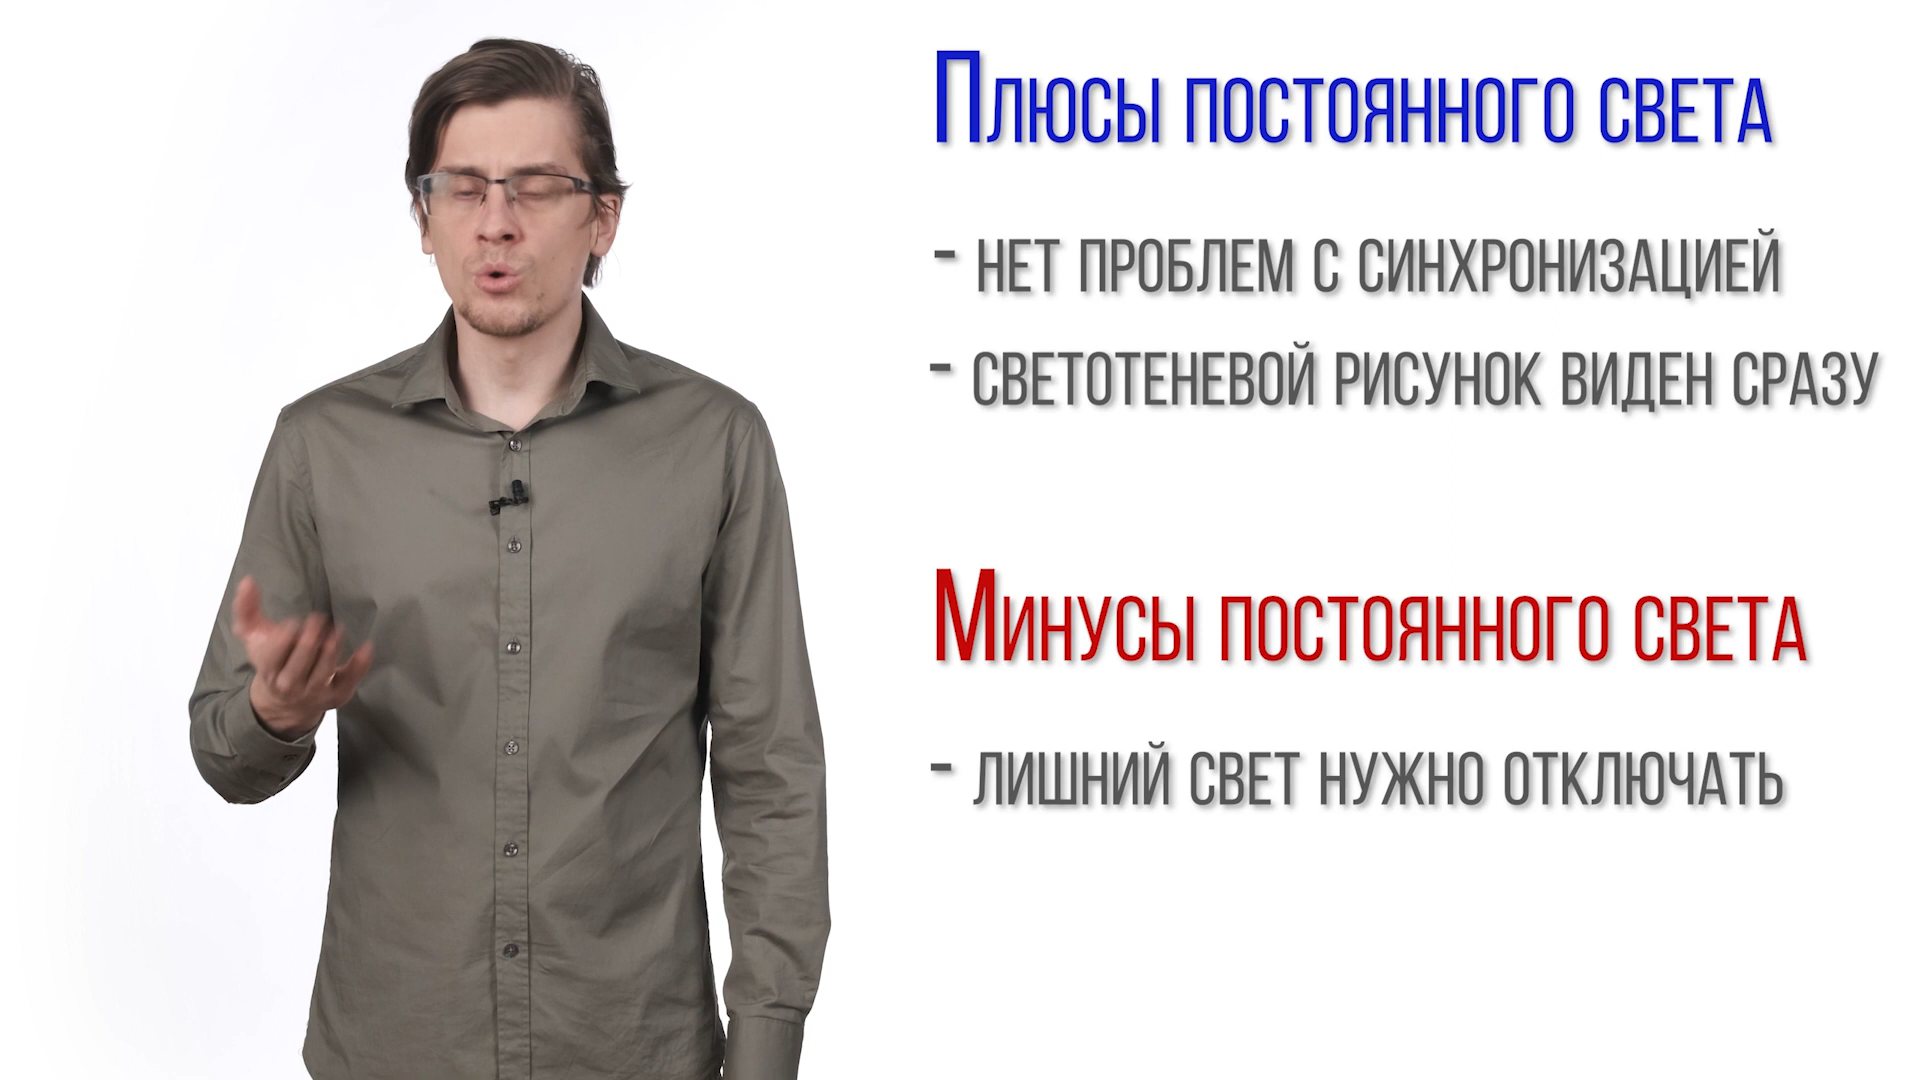 Плюсы постоянного света
- нет проблем с синхронизацией
- светотеневой рисунок виден сразу
Минусы постоянного света
- лишний свет нужно отключать